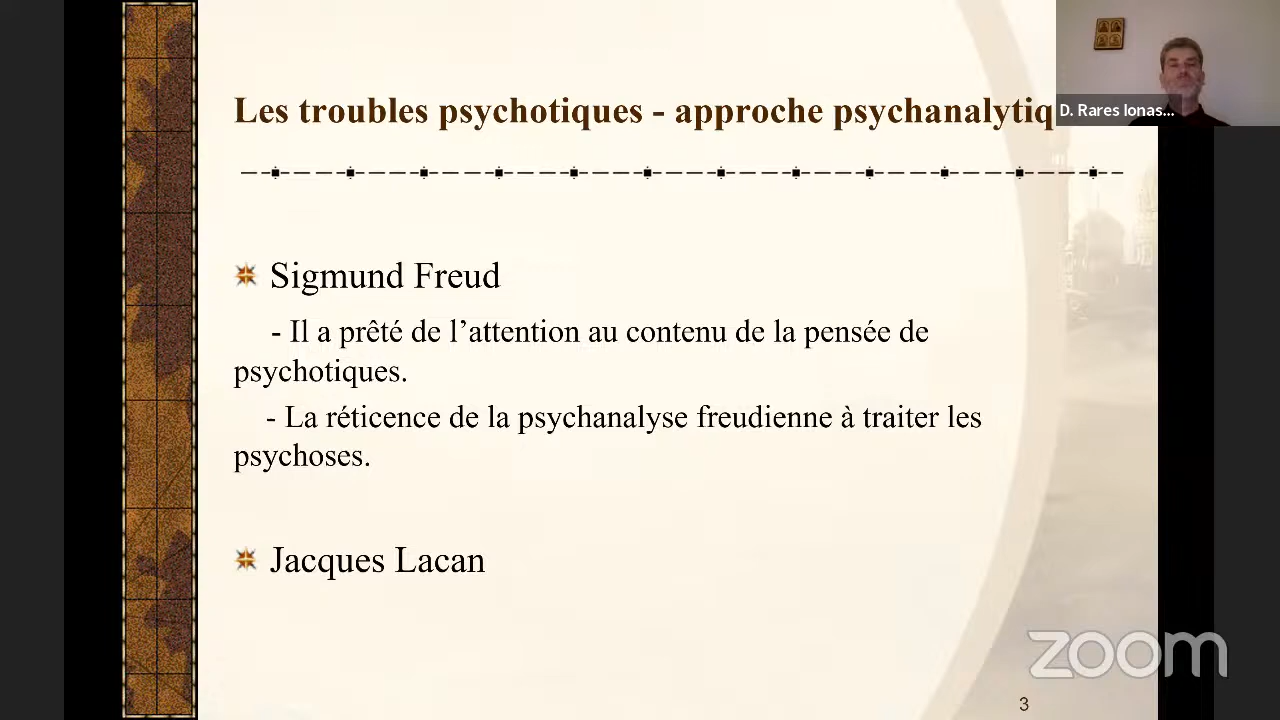 Les troubles psychotiques - approche psychanalytiq
D. Rares Ionas...
Sigmund Freud
- Il a prêté de l’attention au contenu de la pensée de
psychotiques.
- La réticence de la psychanalyse freudienne à traiter les
psychoses.
Jacques Lacan
zoom
3